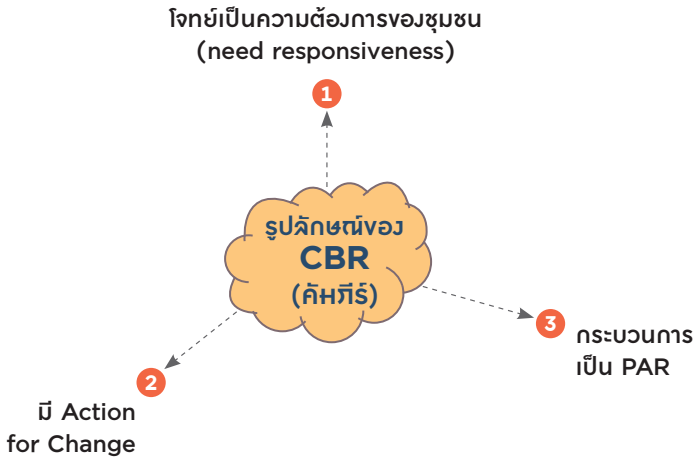 โจทย์เป็นความต้องการของชุมชน
(need responsiveness)
1
รูปลักษณ์ของ
CBR
(คัมภีร์)
3
กระบวนการ
เป็น PAR
2
มี Action
for Change